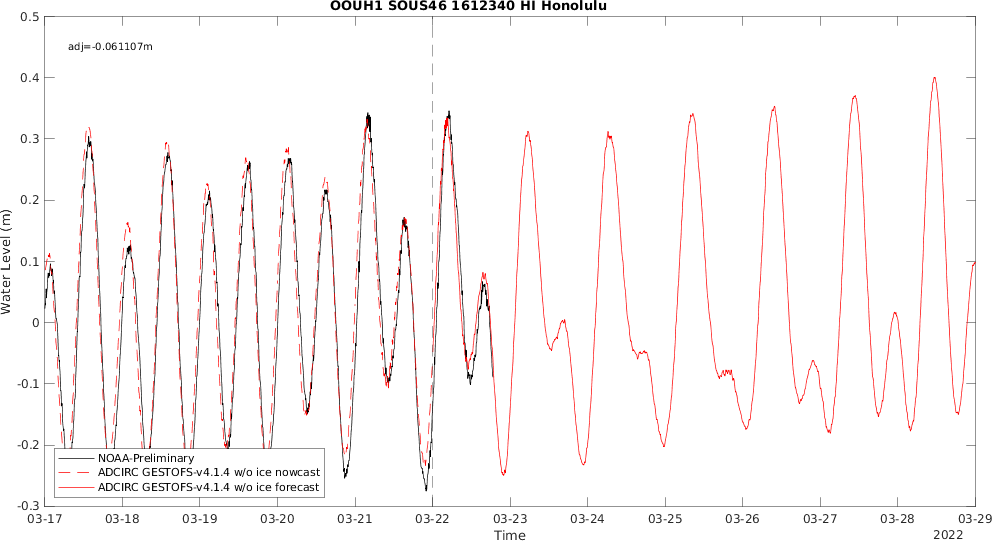 OOUH1 SOUS46 1612340 HI Honolulu
adj=-0.061107m
Water Level (m)
0.5
0.4
0.3
0.2
0.1
0
-0.1
-0.2
-0.3
NOAA-Preliminary
ADCIRC GESTOFS-v4.1.4 w/o ice nowcast
ADCIRC GESTOFS-v4.1.4 w/o ice forecast
03-17 03-18 03-19 03-20 03-21 03-22 03-23 03-24 03-25 03-26 03-27 03-28 03-29
Time
2022